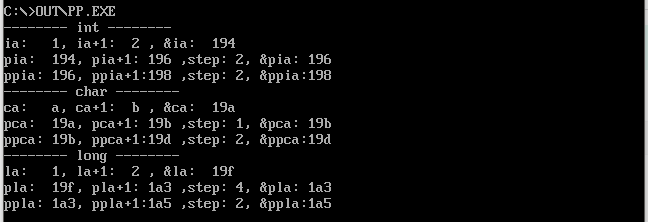 C:\>OUT\PP.EXE
-------- int --------
ia:   1, ia+1:  2 , &ia:  194
pia:  194, pia+1: 196 ,step: 2, &pia: 196
ppia: 196, ppia+1:198 ,step: 2, &ppia:198
-------- char --------
ca:   a, ca+1:  b , &ca:  19a
pca:  19a, pca+1: 19b ,step: 1, &pca: 19b
ppca: 19b, ppca+1:19d ,step: 2, &ppca:19d
-------- long --------
la:   1, la+1:  2 , &la:  19f
pla:  19f, pla+1: 1a3 ,step: 4, &pla: 1a3
ppla: 1a3, ppla+1:1a5 ,step: 2, &ppla:1a5